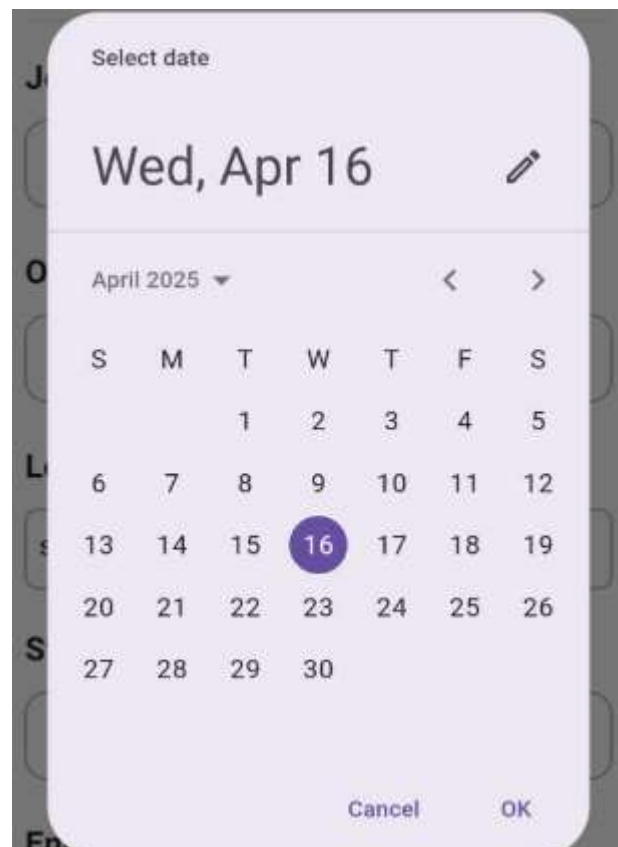 Select date
Wed, Apr 16
April 2025
S M T W T F S
1 2 3 4 5
6 7 8 9 10 11 12
13 14 15 16 17 18 19
20 21 22 23 24 25 26
27 28 29 30
Cancel OK